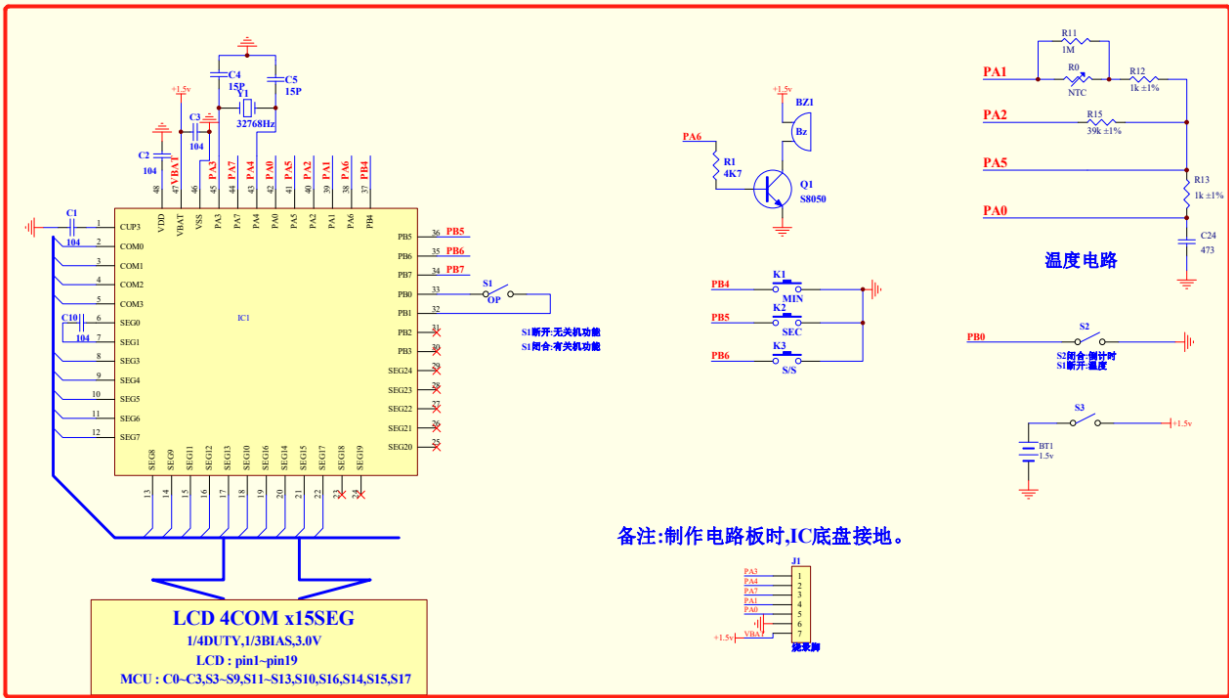 C4
15P
C5
15P
Y1
32768Hz
+1.5v
C3
104
C2
104
VBAT
PA3
PA7
PA4
PA0
PA5
PA2
PA1
PA6
PB4
48
47
46
45
44
43
42
41
40
39
38
37
VDD
VBAT
VSS
PA3
PA7
PA4
PA0
PA5
PA2
PA1
PA6
PB4
C1
104
1 CUP3
2 COM0
3 COM1
4 COM2
5 COM3
C10
104
6 SEG0
7 SEG1
8 SEG3
9 SEG4
10 SEG5
11 SEG6
12 SEG7
IC1
PB5 36 PB5
PB6 35 PB6
PB7 34 PB7
PB0 33
PB1 32
PB2 31
PB3 30
SEG24 29
SEG23 28
SEG22 27
SEG21 26
SEG20 25
S1
OP
S1断开:无关机功能
S1闭合:有关机功能
SEG8
SEG9
SEG11
SEG12
SEG13
SEG10
SEG16
SEG14
SEG15
SEG17
SEG18
SEG19
13
14
15
16
17
18
19
20
21
22
23
24
LCD 4COM x15SEG
1/4DUTY,1/3BIAS,3.0V
LCD : pin1~pin19
MCU : C0~C3,S3~S9,S11~S13,S10,S16,S14,S15,S17
+1.5v
BZ1
Bz
PA6
R1
4K7
Q1
S8050
PB4
K1
MIN
PB5
K2
SEC
PB6
K3
S/S
R11
1M
PA1
R0
NTC
R12
1k ±1%
PA2
R15
39k ±1%
PA5
R13
1k ±1%
PA0
C24
473
温度电路
PB0
S2
S2闭合:倒计时
S1断开:温度
S3
+1.5v
BT1
1.5v
备注:制作电路板时,IC底盘接地。
J1
PA3 1
PA4 2
PA7 3
PA1 4
PA0 5
6
+1.5v VBAT 7
烧录脚